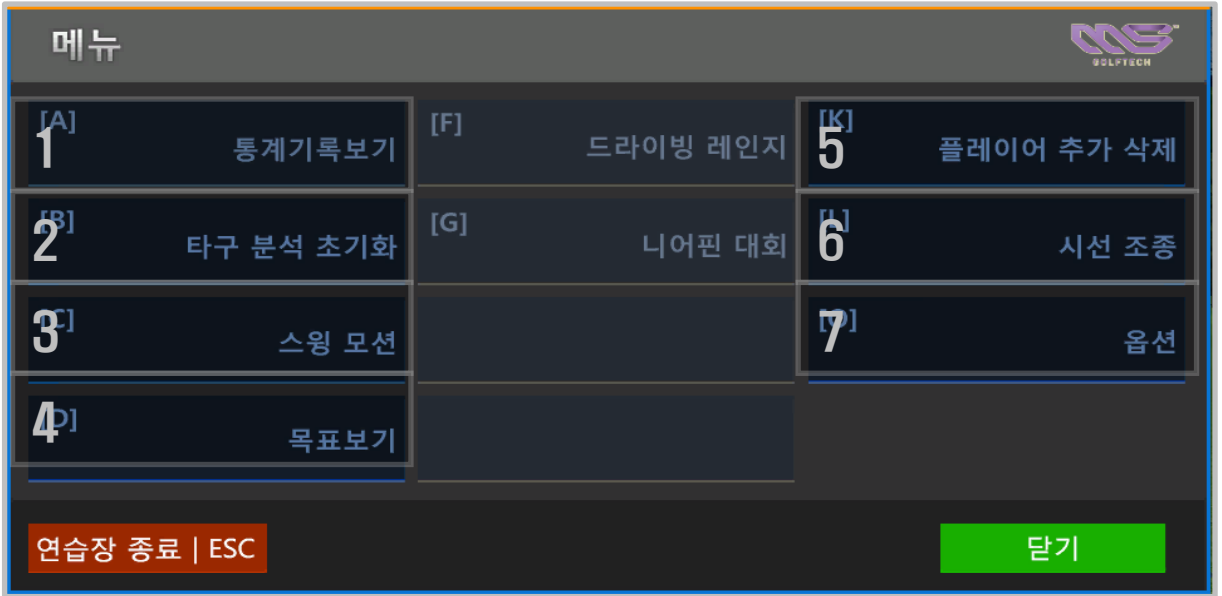 메뉴
GOLFTECH
[A]
1
통계기록보기
[F]
드라이빙 레인지
[K]
5
플레이어 추가 삭제
[B]
2
타구 분석 초기화
[G]
니어핀 대회
[L]
6
시선 조종
[C]
3
스윙 모션
[O]
7
옵션
[D]
4
목표보기
연습장 종료 | ESC
닫기